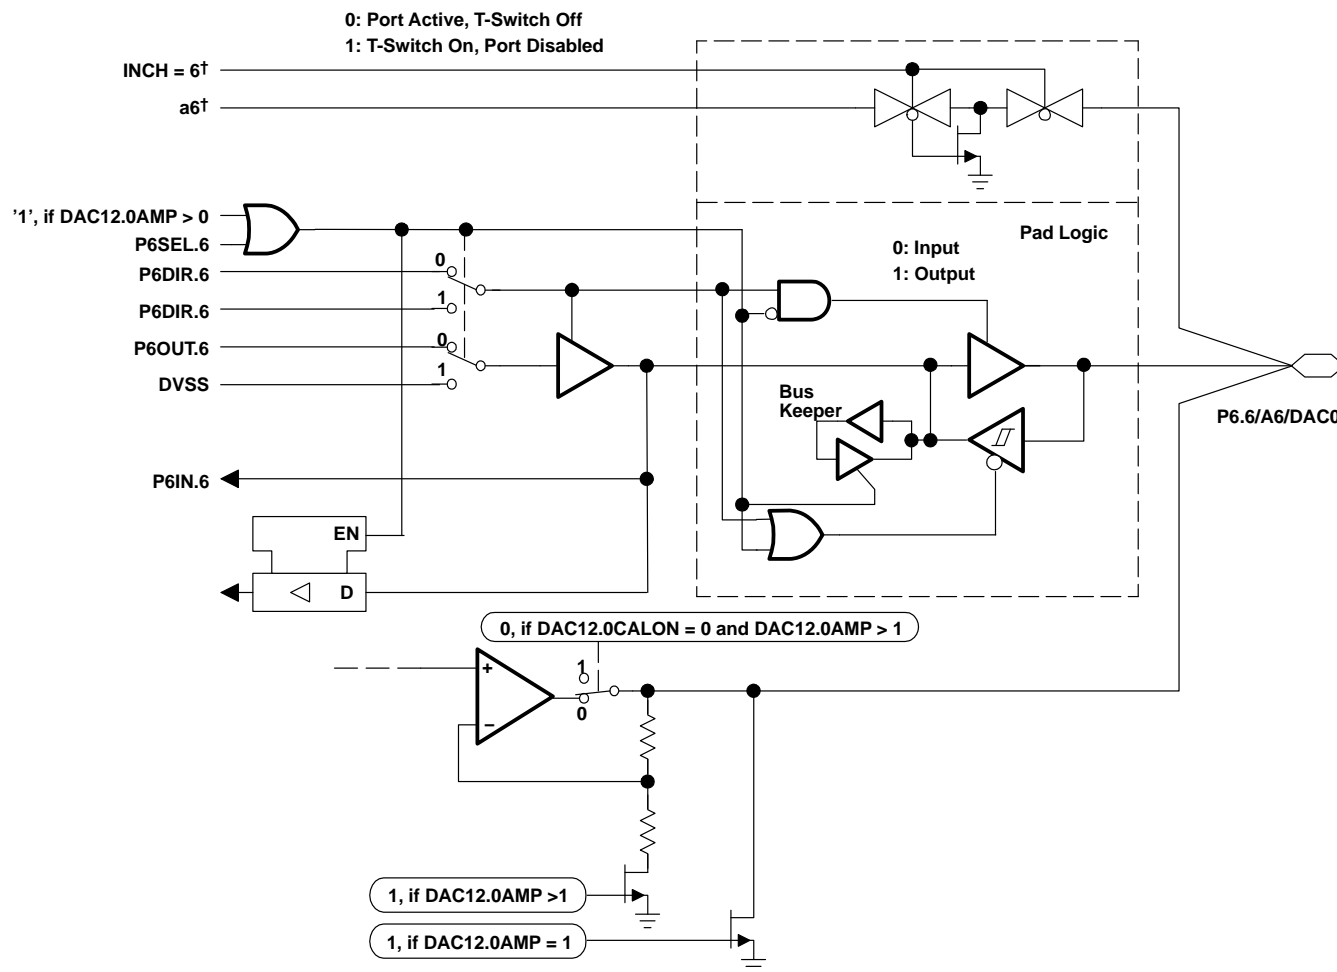 0: Port Active, T-Switch Off
1: T-Switch On, Port Disabled
INCH = 6†
a6†
’1’, if DAC12.0AMP > 0
P6SEL.6
P6DIR.6
0
P6DIR.6
1
P6OUT.6
0
DVSS
1
Pad Logic
0: Input
1: Output
Bus
Keeper
P6.6/A6/DAC0
P6IN.6
EN
D
0, if DAC12.0CALON = 0 and DAC12.0AMP > 1
+
−
1
0
1, if DAC12.0AMP >1
1, if DAC12.0AMP = 1